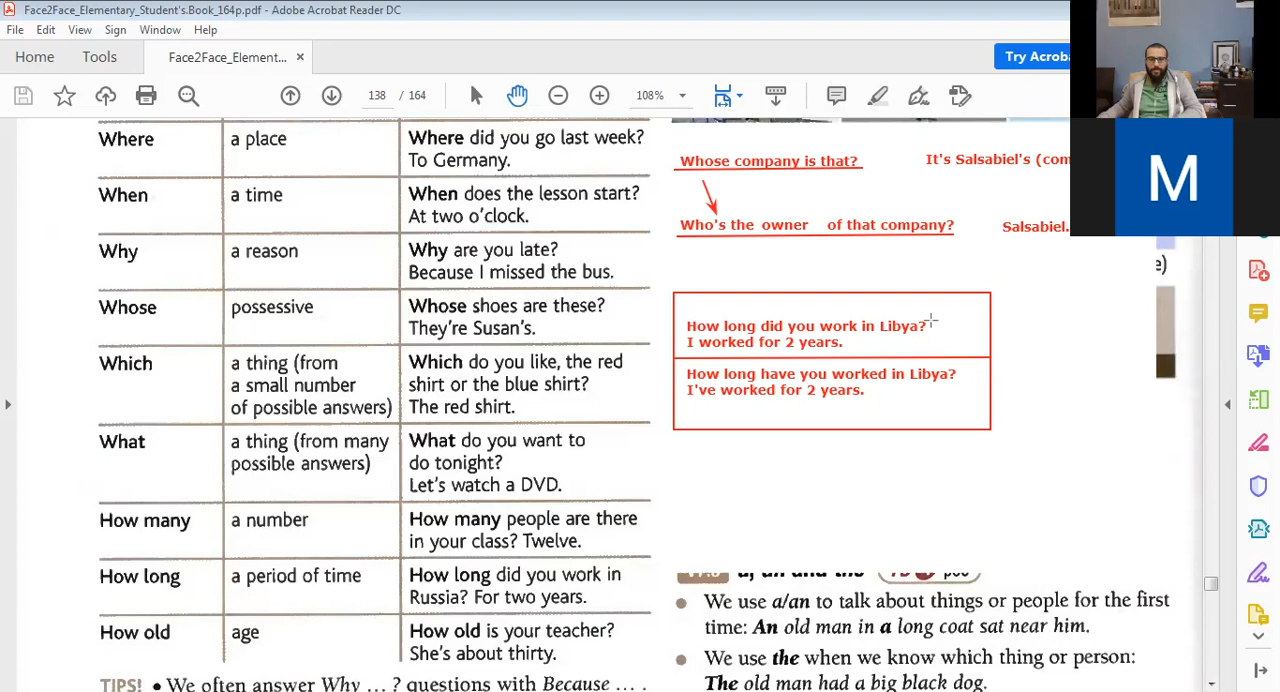 Face2Face_Elementary_Student's.Book_164p.pdf - Adobe Acrobat Reader DC
File Edit View Sign Window Help
Home Tools Face2Face_Element... × Try Acroba
138 / 164 108%
Where a place Where did you go last week?
To Germany.
When a time When does the lesson start?
At two o'clock.
Why a reason Why are you late?
Because I missed the bus.
Whose possessive Whose shoes are these?
They're Susan's.
Which a thing (from Which do you like, the red
a small number shirt or the blue shirt?
of possible answers) The red shirt.
What a thing (from many What do you want to
possible answers) do tonight?
Let's watch a DVD.
How many a number How many people are there
in your class? Twelve.
How long a period of time How long did you work in
Russia? For two years.
How old age How old is your teacher?
She's about thirty.
TIPS! • We often answer Why ... ? questions with Because ... .
Whose company is that? It's Salsabiel's (com
Who's the owner of that company? Salsabiel.
M
e)
How long did you work in Libya?
I worked for 2 years.
How long have you worked in Libya?
I've worked for 2 years.
a, an and the
● We use a/an to talk about things or people for the first
time: An old man in a long coat sat near him.
● We use the when we know which thing or person:
The old man had a big black dog.